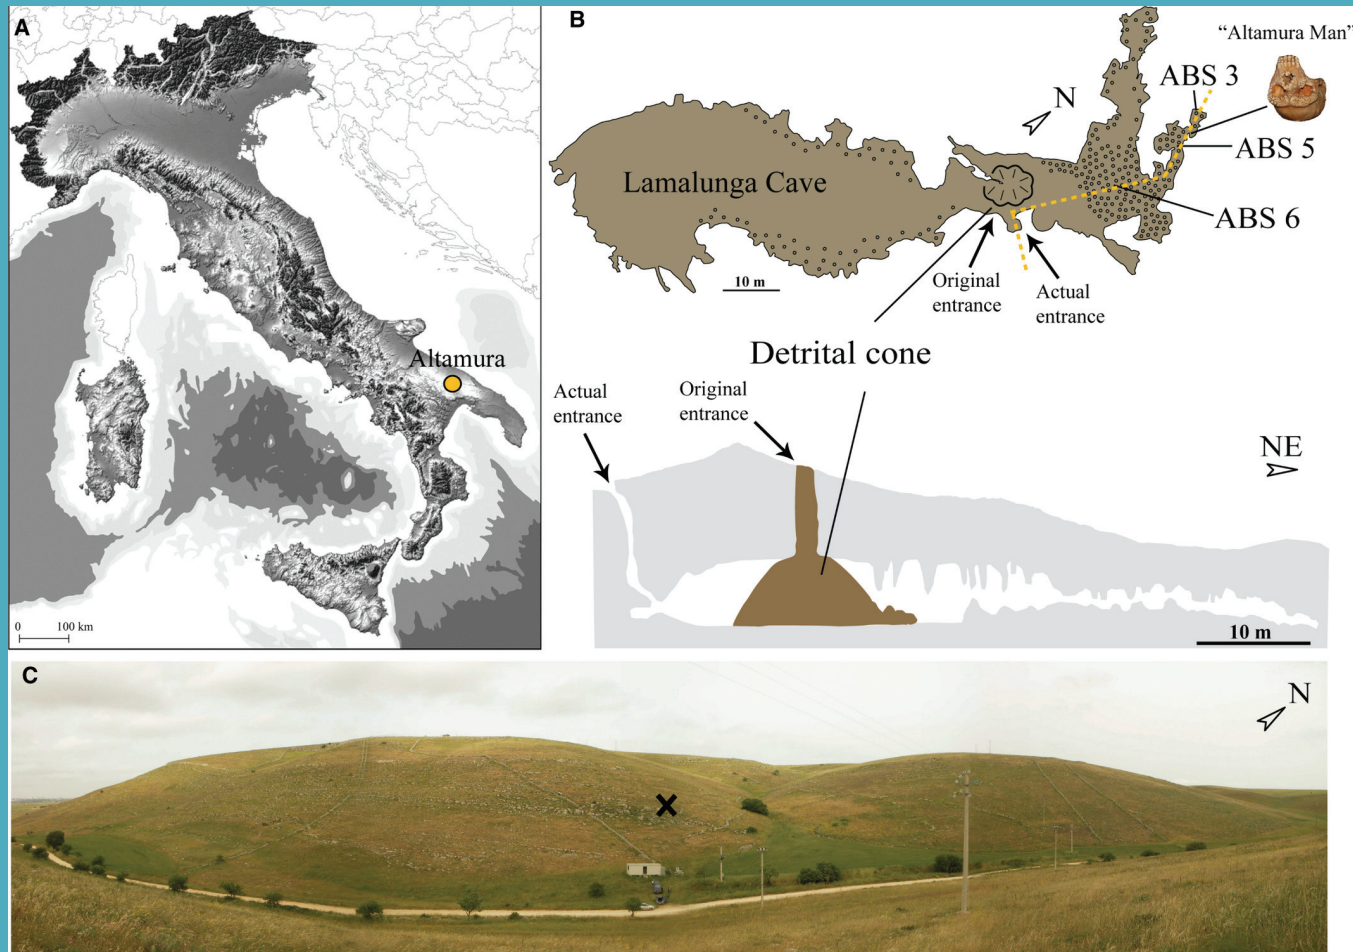 A
Altamura
0 100 km
B
"Altamura Man"
ABS 3
N
ABS 5
Lamalunga Cave
ABS 6
10 m
Original
entrance
Actual
entrance
Detrital cone
Actual
entrance
Original
entrance
NE
10 m
C
N